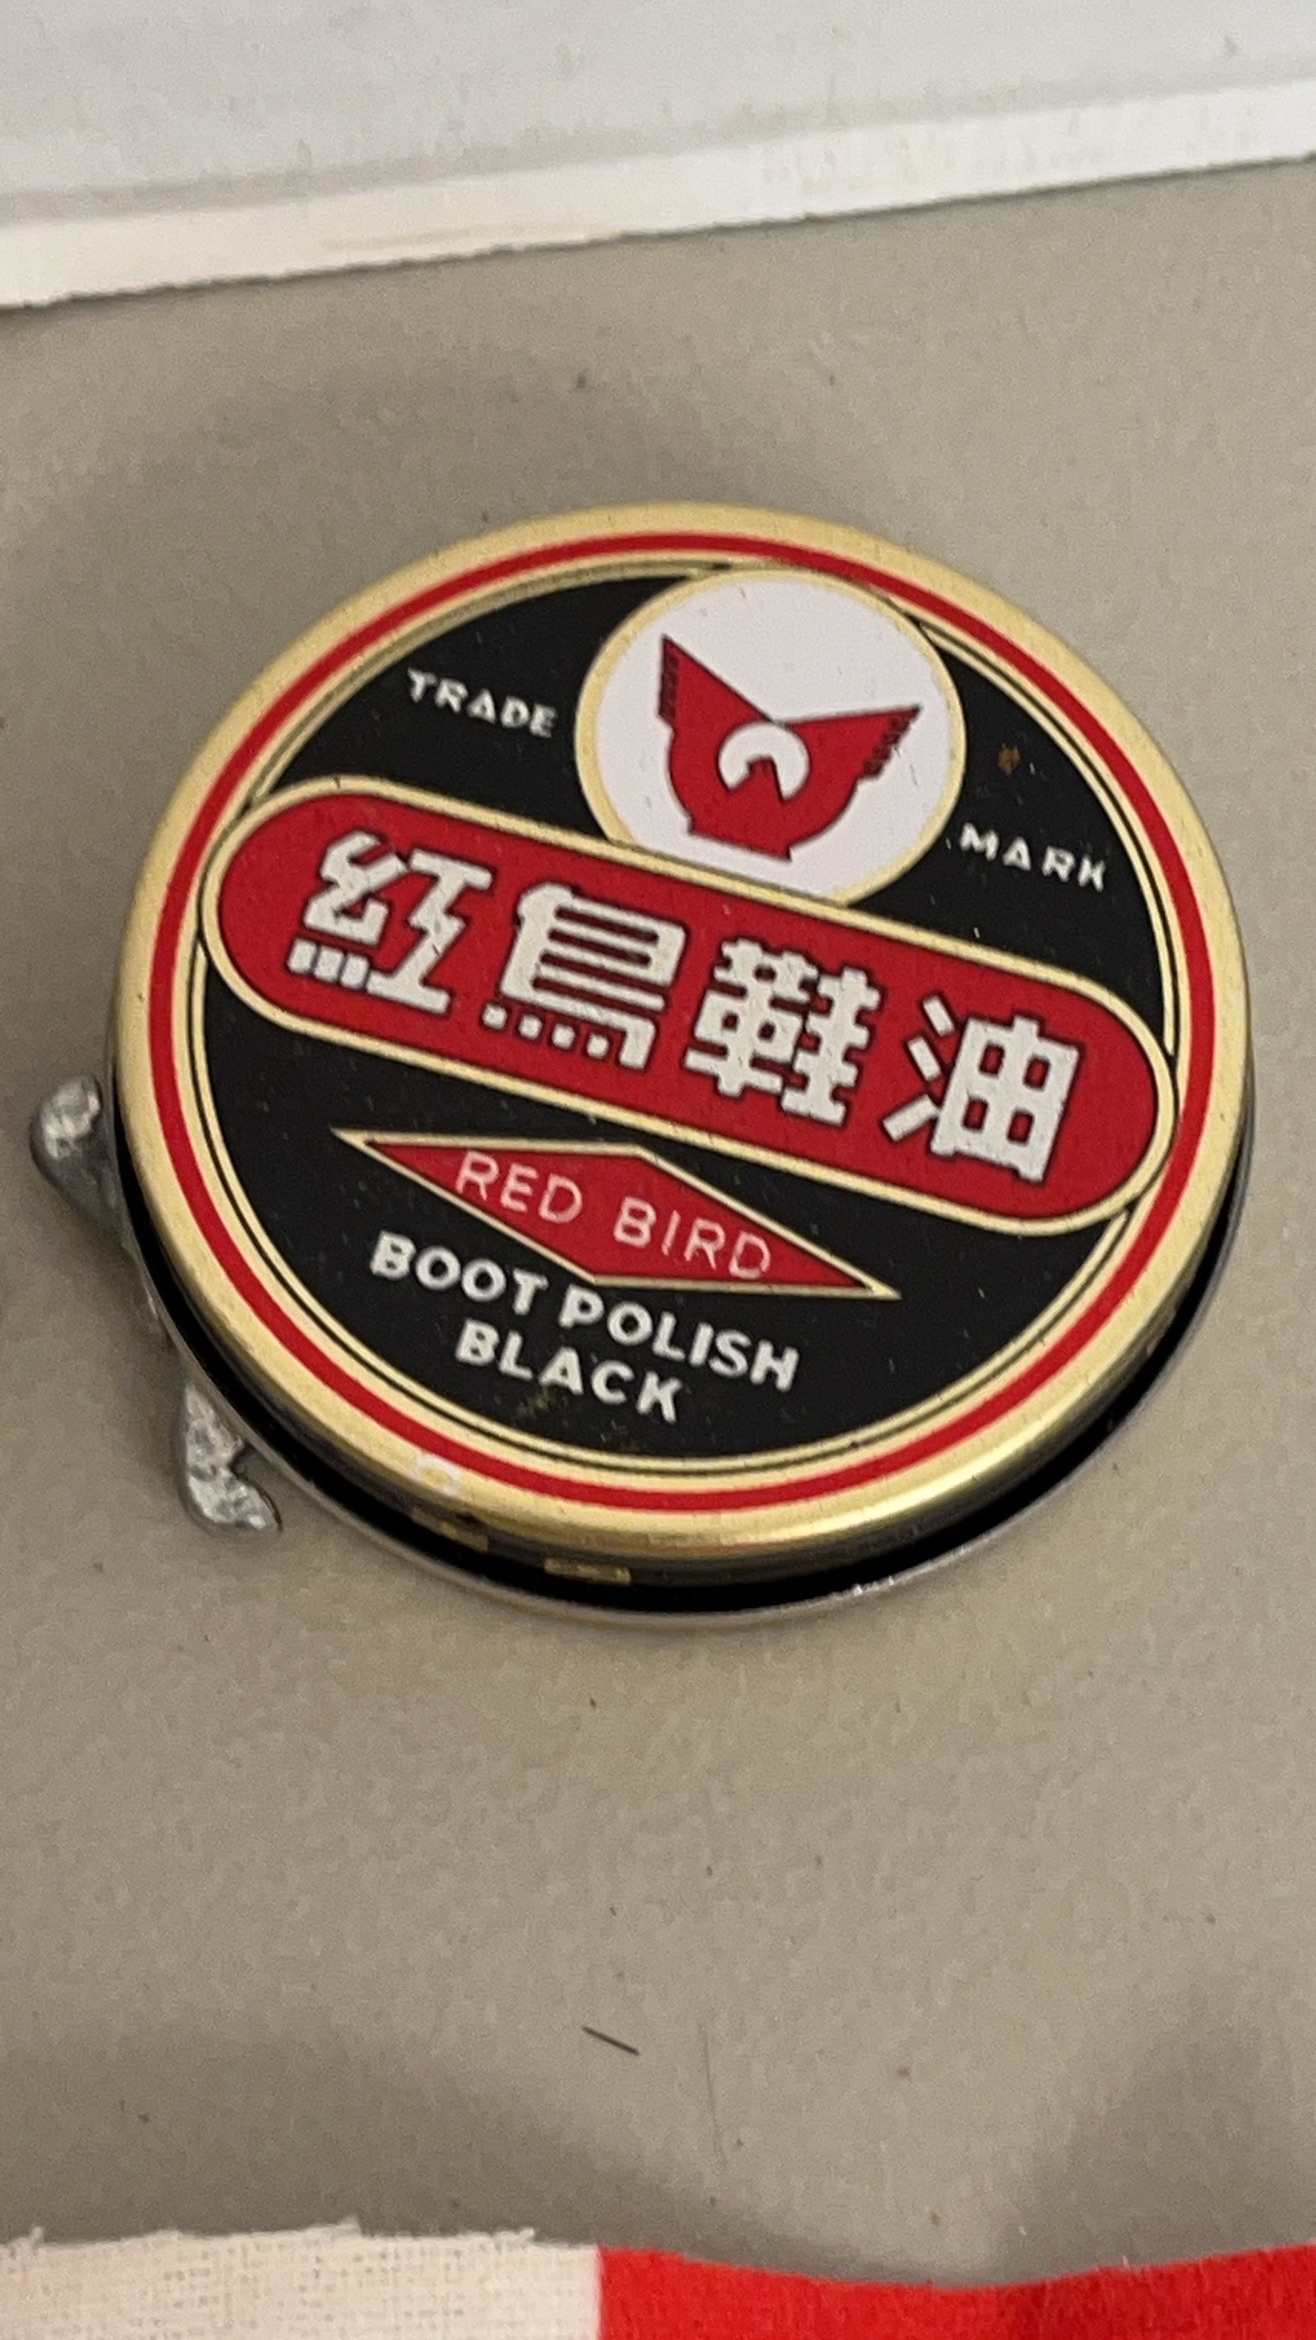 TRADE MARK
紅鳥鞋油
RED BIRD
BOOT POLISH
BLACK